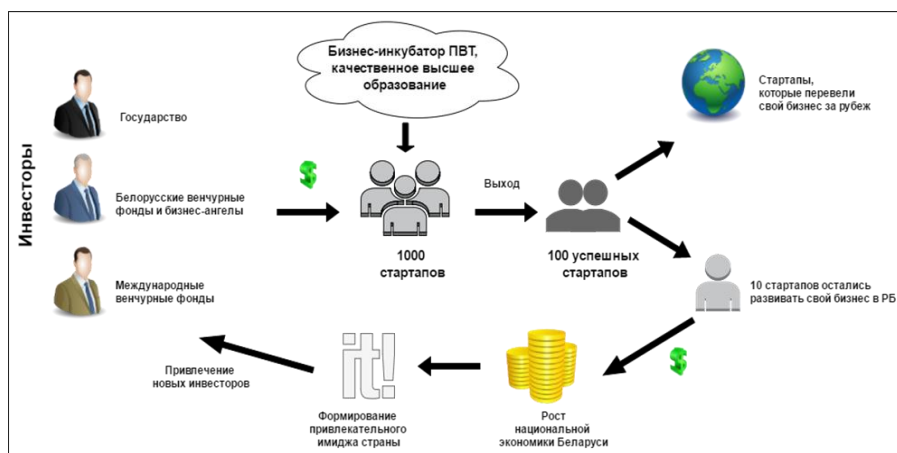 Инвесторы
Государство
Белорусские венчурные
фонды и бизнес-ангелы
Международные
венчурные фонды
$
Бизнес-инкубатор ПВТ,
качественное высшее
образование
1000
стартапов
Выход
100 успешных
стартапов
Стартапы,
которые перевели
свой бизнес за рубеж
10 стартапов остались
развивать свой бизнес в РБ
$
Рост
национальной
экономики Беларуси
it!
Формирование
привлекательного
имиджа страны
Привлечение
новых инвесторов